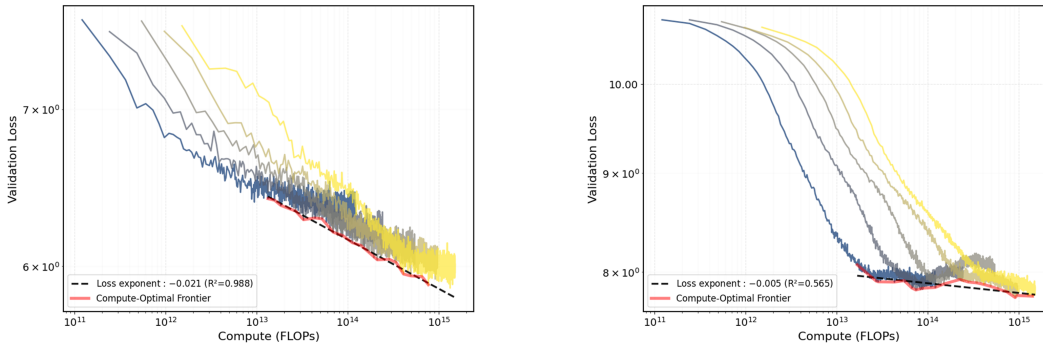 Validation Loss
7 × 10⁰
6 × 10⁰
Loss exponent : −0.021 (R²=0.988)
Compute-Optimal Frontier
10¹¹ 10¹² 10¹³ 10¹⁴ 10¹⁵
Compute (FLOPs)
Validation Loss
10.00
9 × 10⁰
8 × 10⁰
Loss exponent : −0.005 (R²=0.565)
Compute-Optimal Frontier
10¹¹ 10¹² 10¹³ 10¹⁴ 10¹⁵
Compute (FLOPs)